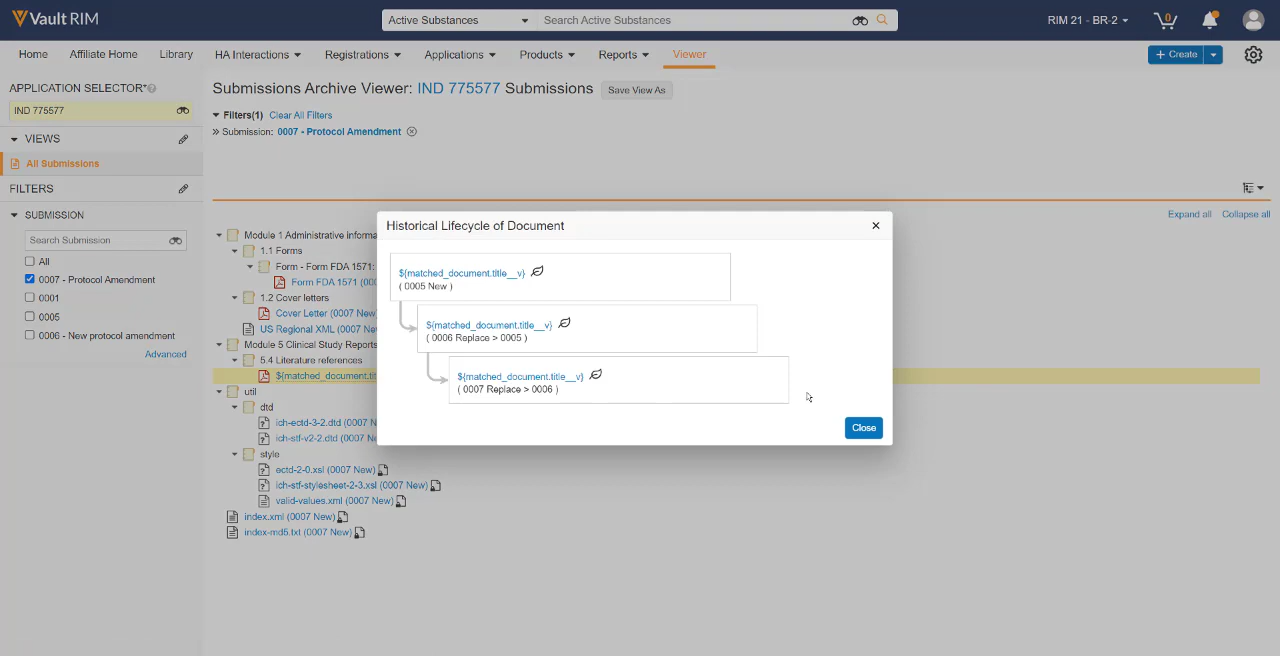 Vault RIM
Active Substances
Search Active Substances
RIM 21 - BR-2
0
Home
Affiliate Home
Library
HA Interactions
Registrations
Applications
Products
Reports
Viewer
+ Create
APPLICATION SELECTOR*
IND 775577
VIEWS
All Submissions
FILTERS
SUBMISSION
Search Submission
All
0007 - Protocol Amendment
0001
0005
0006 - New protocol amendment
Advanced
Submissions Archive Viewer: IND 775577 Submissions
Save View As
Filters(1) Clear All Filters
» Submission: 0007 - Protocol Amendment
Expand all
Collapse all
Module 1 Administrative informa
1.1 Forms
Form - Form FDA 1571:
Form FDA 1571 (000
1.2 Cover letters
Cover Letter (0007 New
US Regional XML (0007 New
Module 5 Clinical Study Reports
5.4 Literature references
${matched_document.tit
util
dtd
ich-ectd-3-2.dtd (0007 N
ich-stf-v2-2.dtd (0007 N
style
ectd-2-0.xsl (0007 New)
ich-stf-stylesheet-2-3.xsl (0007 New)
valid-values.xml (0007 New)
index.xml (0007 New)
index-md5.txt (0007 New)
Historical Lifecycle of Document
${matched_document.title__v}
( 0005 New )
${matched_document.title__v}
( 0006 Replace > 0005 )
${matched_document.title__v}
( 0007 Replace > 0006 )
Close